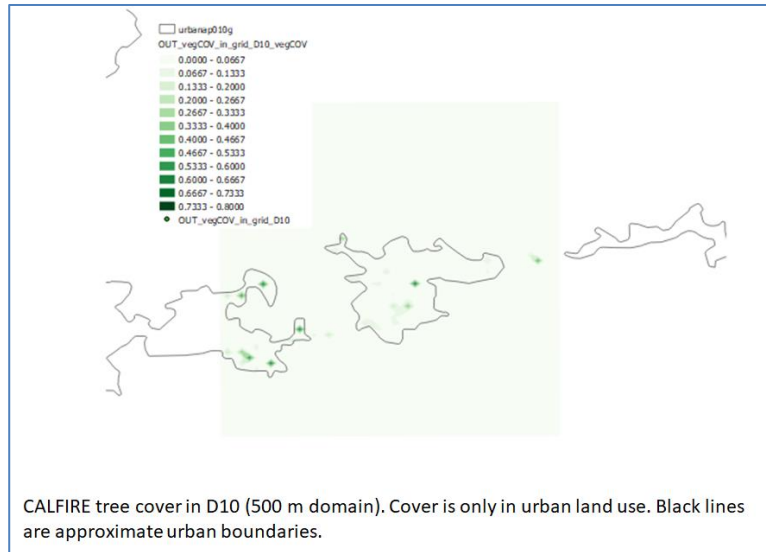 urbanap010g
OUT_vegCOV_in_grid_D10_vegCOV
0.0000 - 0.0667
0.0667 - 0.1333
0.1333 - 0.2000
0.2000 - 0.2667
0.2667 - 0.3333
0.3333 - 0.4000
0.4000 - 0.4667
0.4667 - 0.5333
0.5333 - 0.6000
0.6000 - 0.6667
0.6667 - 0.7333
0.7333 - 0.8000
OUT_vegCOV_in_grid_D10
CALFIRE tree cover in D10 (500 m domain). Cover is only in urban land use. Black lines
are approximate urban boundaries.